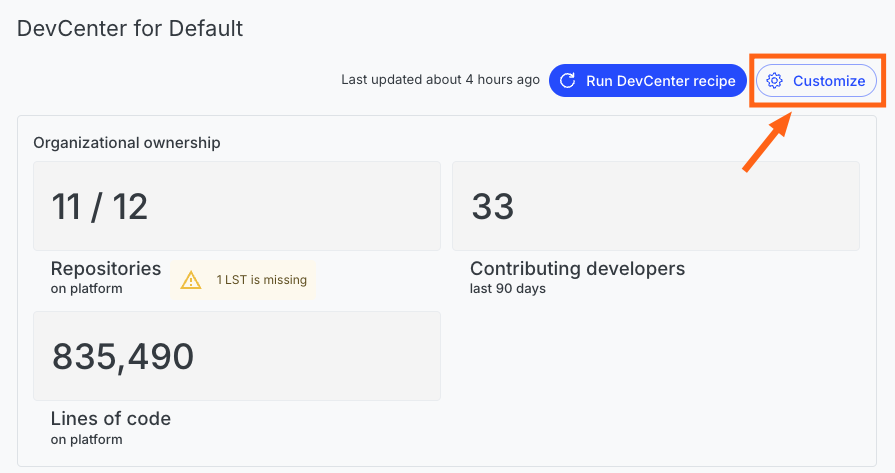 DevCenter for Default
Last updated about 4 hours ago
Run DevCenter recipe
Customize
Organizational ownership
11 / 12
33
Repositories
on platform
1 LST is missing
Contributing developers
last 90 days
835,490
Lines of code
on platform